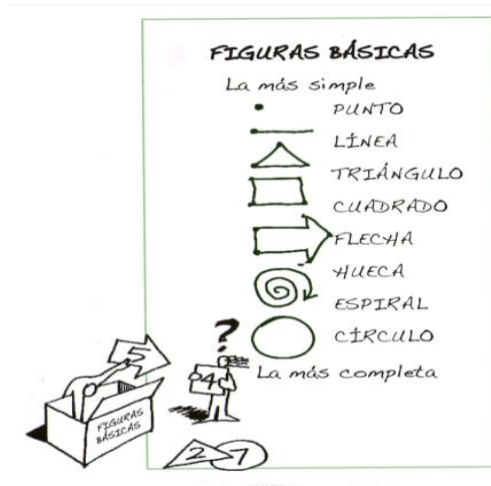 FIGURAS BÁSICAS
La más simple
PUNTO
LÍNEA
TRIÁNGULO
CUADRADO
FLECHA
HUECA
ESPIRAL
CÍRCULO
La más completa
?
5
4
FIGURAS
BÁSICAS
2 7